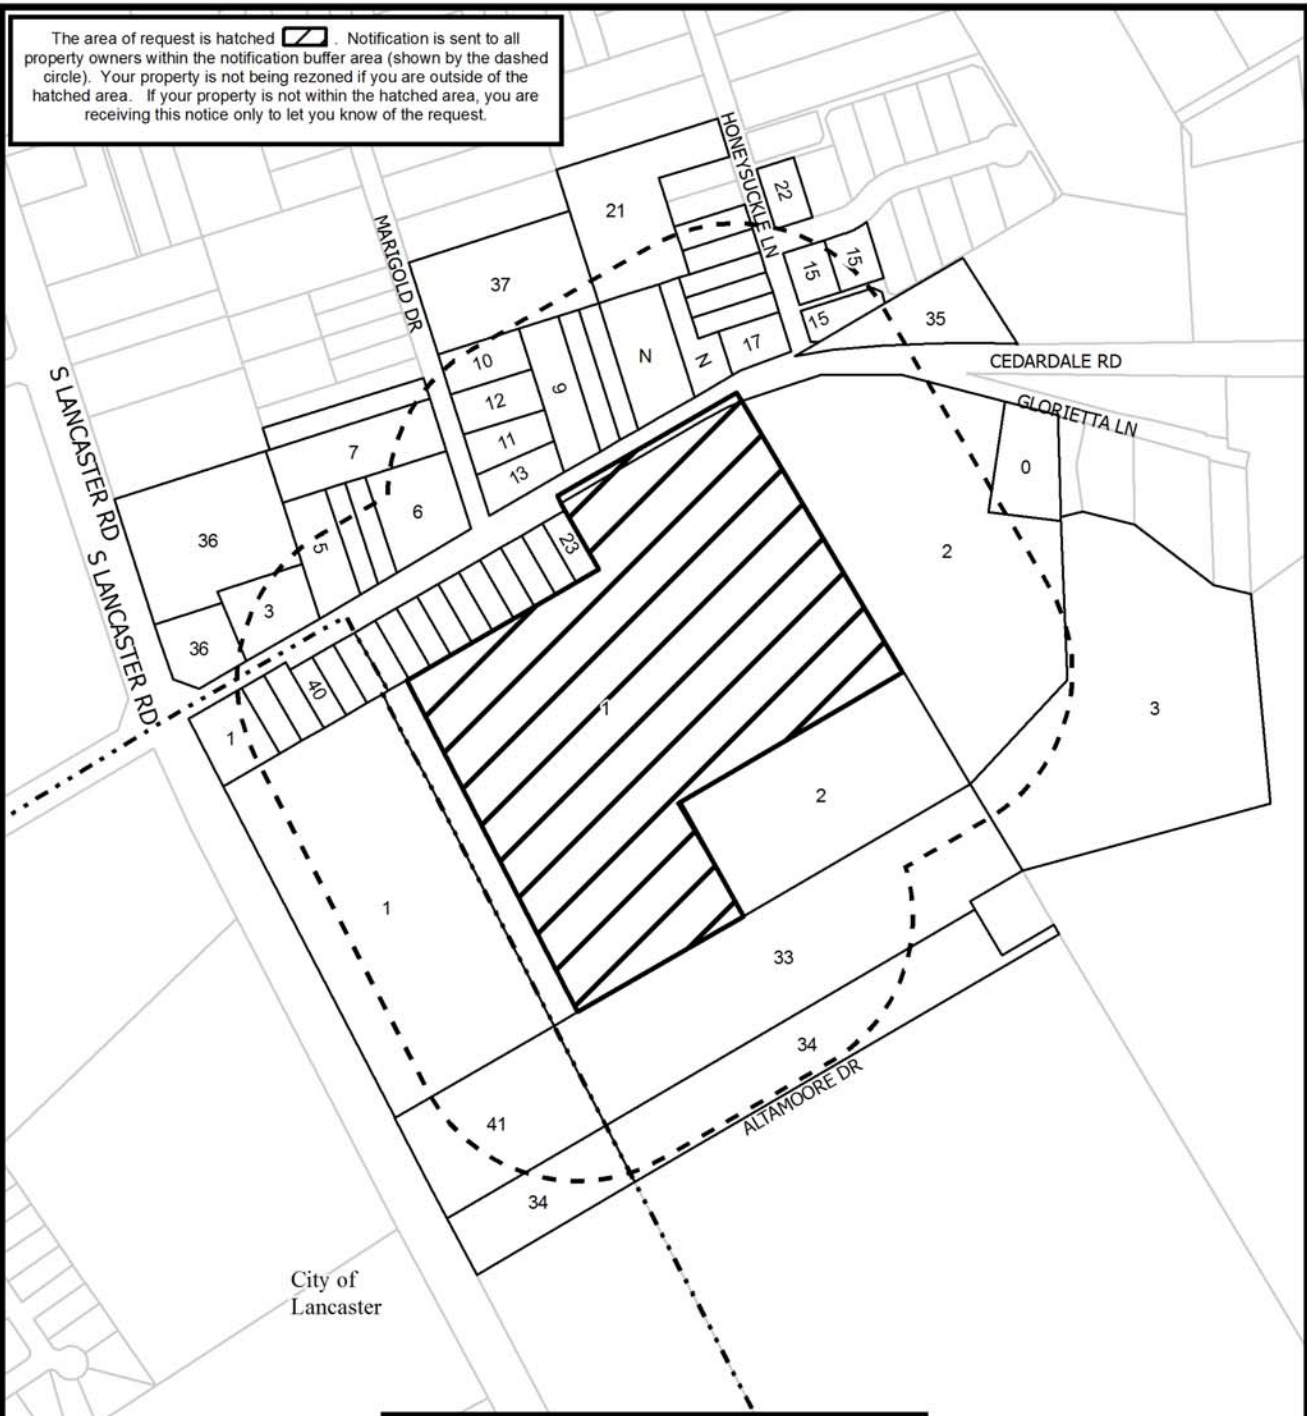 The area of request is hatched . Notification is sent to all
property owners within the notification buffer area (shown by the dashed
circle). Your property is not being rezoned if you are outside of the
hatched area. If your property is not within the hatched area, you are
receiving this notice only to let you know of the request.
HONEYSUCKLE LN
22
21
MARIGOLD DR
15
15
37
15
35
17
N
N
10
CEDARDALE RD
9
12
GLORIETTA LN
S LANCASTER RD
11
7
0
13
6
36
5
23
2
S LANCASTER RD
3
36
40
1
1
3
1
2
1
33
34
ALTAMOORE DR
41
34
City of
Lancaster